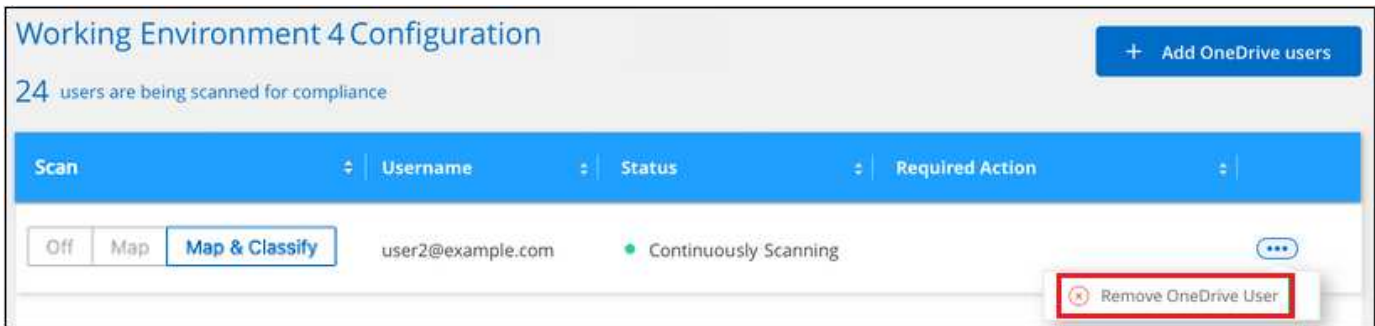 Working Environment 4 Configuration
+ Add OneDrive users
24 users are being scanned for compliance
Scan Username Status Required Action
Off Map Map & Classify user2@example.com Continuously Scanning
Remove OneDrive User